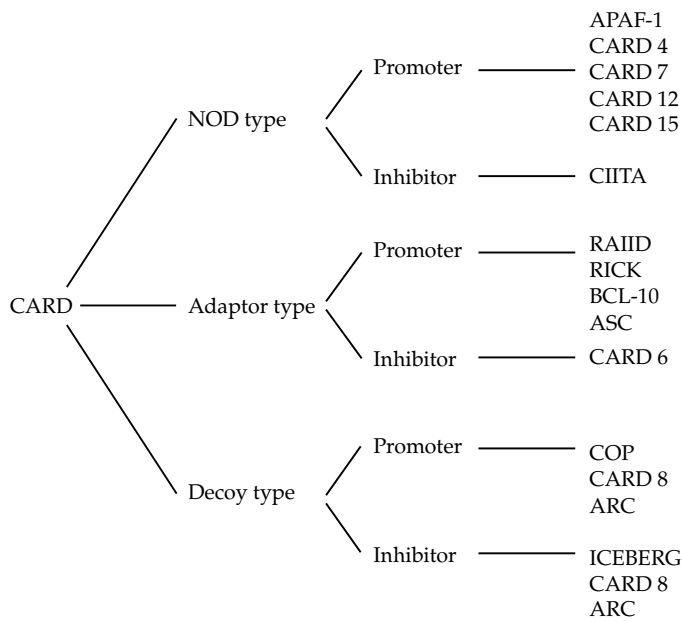 APAF-1
Promoter
CARD 4
CARD 7
CARD 12
CARD 15
NOD type
Inhibitor
CIITA
Promoter
RAIID
RICK
BCL-10
ASC
CARD
Adaptor type
Inhibitor
CARD 6
Promoter
COP
CARD 8
ARC
Decoy type
Inhibitor
ICEBERG
CARD 8
ARC